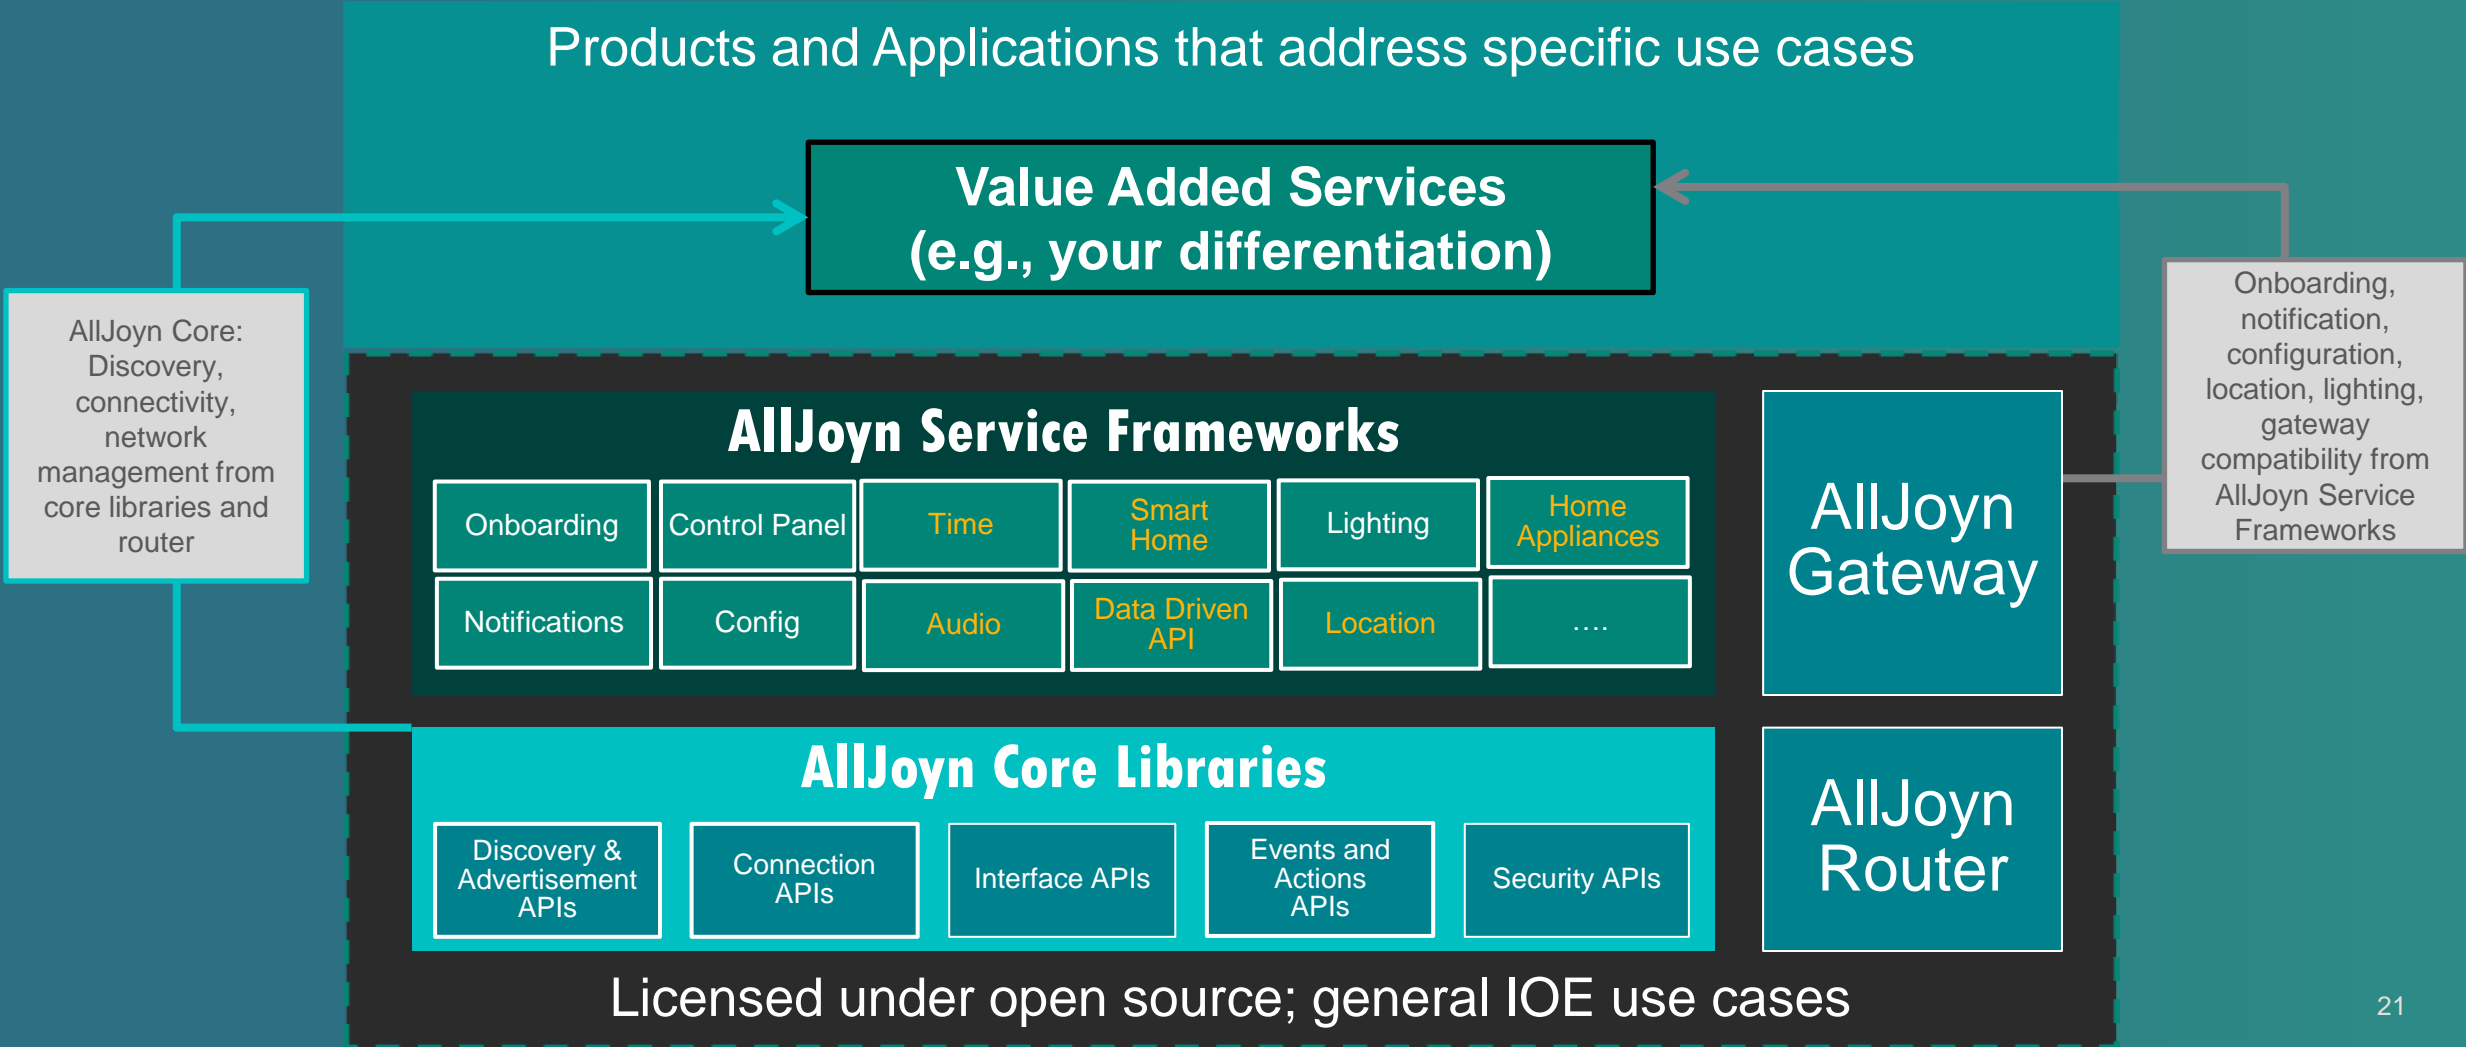 Products and Applications that address specific use cases
Value Added Services
(e.g., your differentiation)
AllJoyn Core:
Discovery,
connectivity,
network
management from
core libraries and
router
Onboarding,
notification,
configuration,
location, lighting,
gateway
compatibility from
AllJoyn Service
Frameworks
AllJoyn Service Frameworks
Onboarding
Control Panel
Time
Smart
Home
Lighting
Home
Appliances
Notifications
Config
Audio
Data Driven
API
Location
....
AllJoyn
Gateway
AllJoyn Core Libraries
Discovery &
Advertisement
APIs
Connection
APIs
Interface APIs
Events and
Actions
APIs
Security APIs
AllJoyn
Router
Licensed under open source; general IOE use cases
21